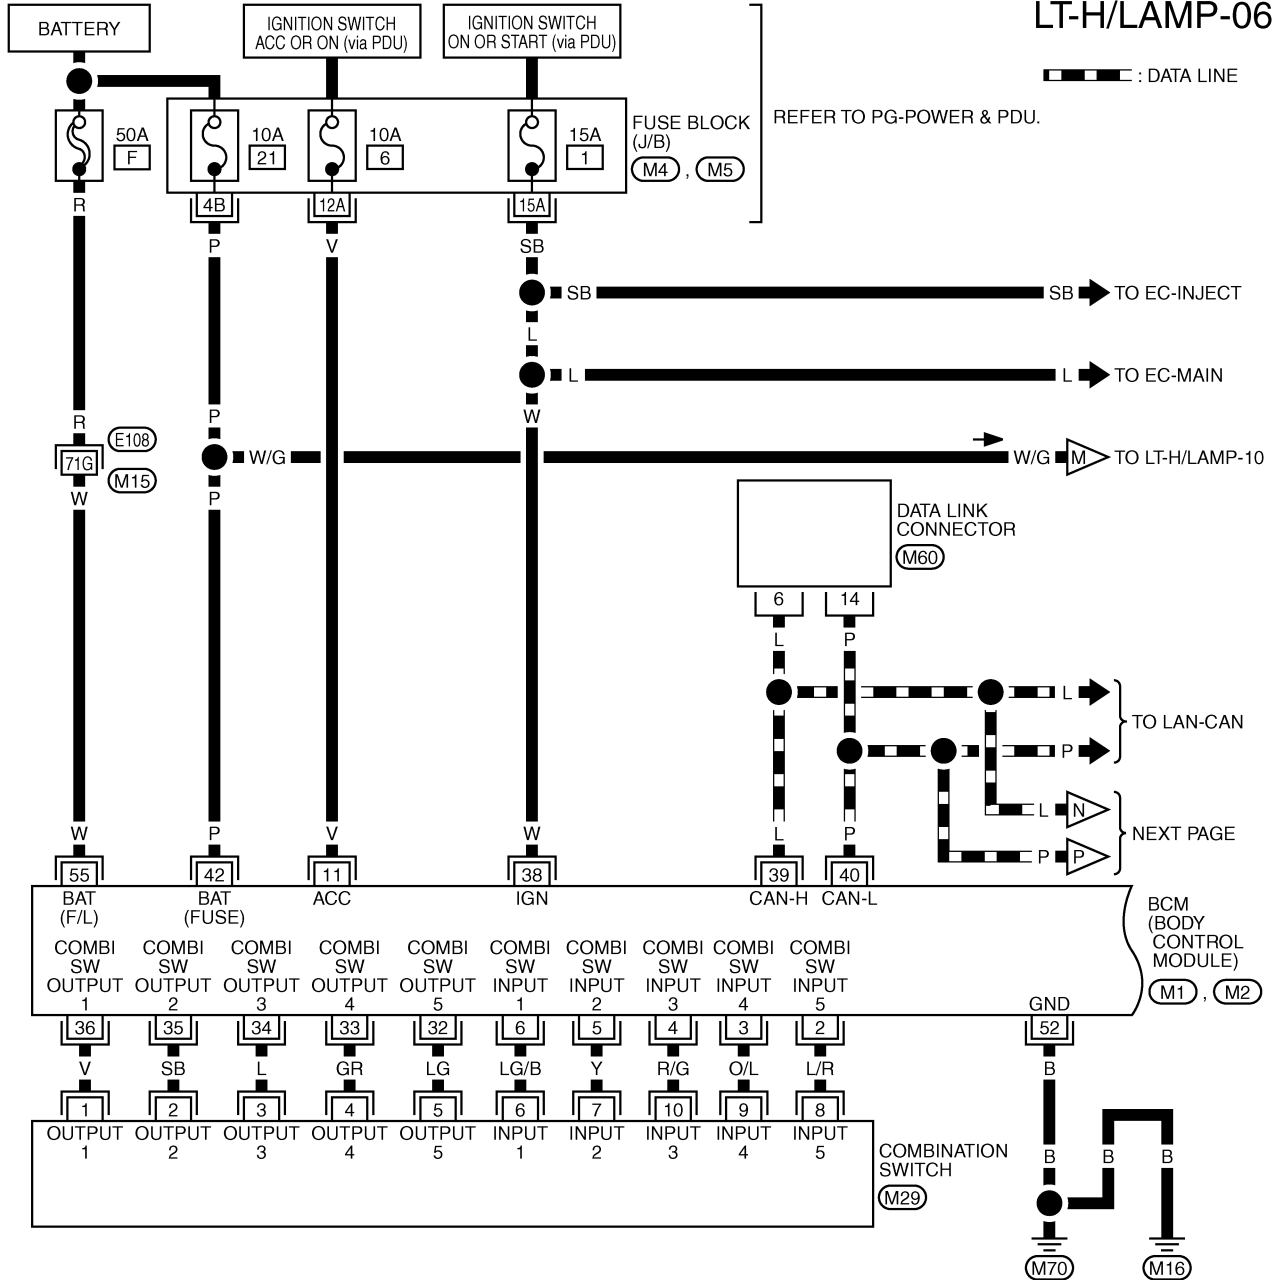 LT-H/LAMP-06
BATTERY
IGNITION SWITCH
ACC OR ON (via PDU)
IGNITION SWITCH
ON OR START (via PDU)
: DATA LINE
50A
F
10A
21
10A
6
15A
1
FUSE BLOCK
(J/B)
M4 , M5
REFER TO PG-POWER & PDU.
R
4B
12A
15A
P
V
SB
SB
SB
TO EC-INJECT
L
L
L
TO EC-MAIN
R
P
W
E108
71G
M15
W/G
W/G
M
TO LT-H/LAMP-10
W
P
DATA LINK
CONNECTOR
M60
6
14
L
P
L
P
TO LAN-CAN
L
N
P
P
NEXT PAGE
W
P
V
W
L
P
55
42
11
38
39
40
BAT
(F/L)
BAT
(FUSE)
ACC
IGN
CAN-H
CAN-L
BCM
(BODY
CONTROL
MODULE)
M1 , M2
COMBI
SW
OUTPUT
1
COMBI
SW
OUTPUT
2
COMBI
SW
OUTPUT
3
COMBI
SW
OUTPUT
4
COMBI
SW
OUTPUT
5
COMBI
SW
INPUT
1
COMBI
SW
INPUT
2
COMBI
SW
INPUT
3
COMBI
SW
INPUT
4
COMBI
SW
INPUT
5
GND
36
35
34
33
32
6
5
4
3
2
52
V
SB
L
GR
LG
LG/B
Y
R/G
O/L
L/R
B
1
2
3
4
5
6
7
10
9
8
OUTPUT
1
OUTPUT
2
OUTPUT
3
OUTPUT
4
OUTPUT
5
INPUT
1
INPUT
2
INPUT
3
INPUT
4
INPUT
5
COMBINATION
SWITCH
M29
B
B
B
M70
M16